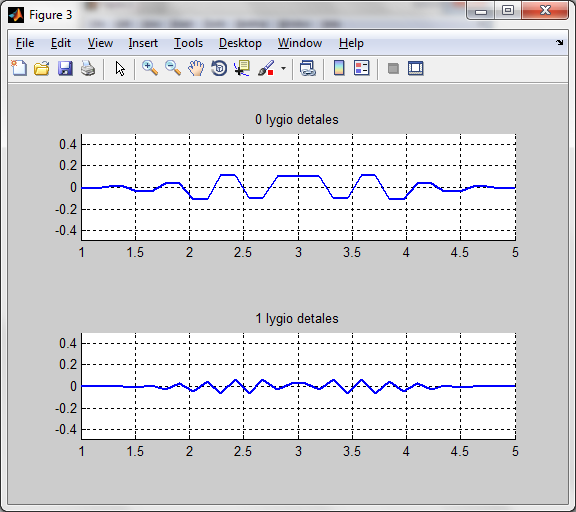 Figure 3
File Edit View Insert Tools Desktop Window Help
0 lygio detales
0.4
0.2
0
-0.2
-0.4
1 1.5 2 2.5 3 3.5 4 4.5 5
1 lygio detales
0.4
0.2
0
-0.2
-0.4
1 1.5 2 2.5 3 3.5 4 4.5 5